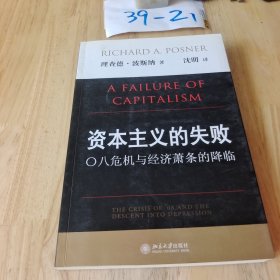 39-21
RICHARD A. POSNER
理查德·波斯纳 著 沈明 译
A FAILURE OF
CAPITALISM
资本主义的失败
〇八危机与经济萧条的降临
THE CRISIS OF '08 AND THE
DESCENT INTO DEPRESSION
北京大学出版社